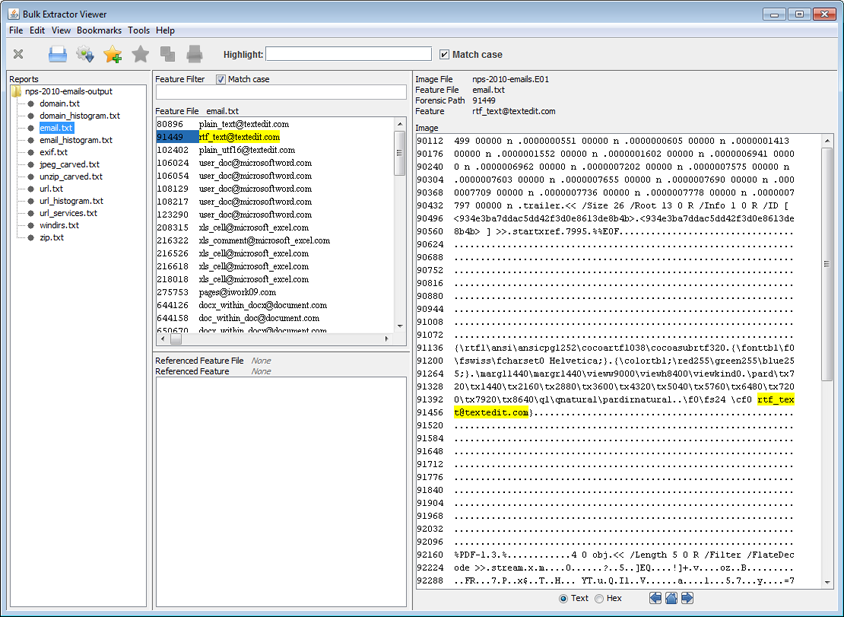 Bulk Extractor Viewer
File Edit View Bookmarks Tools Help
Highlight: Match case
Reports
nps-2010-emails-output
domain.txt
domain_histogram.txt
email.txt
email_histogram.txt
exif.txt
jpeg_carved.txt
unzip_carved.txt
url.txt
url_histogram.txt
url_services.txt
windirs.txt
zip.txt
Feature Filter Match case
Feature File email.txt
80896 plain_text@textedit.com
91449 rtf_text@textedit.com
102402 plain_utf16@textedit.com
106024 user_doc@microsoftword.com
106054 user_doc@microsoftword.com
108129 user_doc@microsoftword.com
108217 user_doc@microsoftword.com
123290 user_doc@microsoftword.com
208315 xls_cell@microsoft_excel.com
216322 xls_comment@microsoft_excel.com
216526 xls_cell@microsoft_excel.com
216618 xls_cell@microsoft_excel.com
218018 xls_cell@microsoft_excel.com
275753 pages@iwork09.com
644126 docx_within_docx@document.com
644158 doc_within_doc@document.com
650670 docx_within_docx@document.com
Referenced Feature File None
Referenced Feature None
Image File nps-2010-emails.E01
Feature File email.txt
Forensic Path 91449
Feature rtf_text@textedit.com
Image
90112 499 00000 n .0000000551 00000 n .0000000605 00000 n .0000001413
90176 00000 n .0000001552 00000 n .0000001602 00000 n .0000006941 0000
90240 0 n .0000006962 00000 n .0000007202 00000 n .0000007575 00000 n
90304 .0000007603 00000 n .0000007655 00000 n .0000007690 00000 n .000
90368 0007709 00000 n .0000007736 00000 n .0000007778 00000 n .0000007
90432 797 00000 n .trailer.<< /Size 26 /Root 13 0 R /Info 1 0 R /ID [
90496 <934e3ba7ddac5dd42f3d0e8613de8b4b>.<934e3ba7ddac5dd42f3d0e8613de
90560 8b4b> ] >>.startxref.7995.%%EOF...................................
90624 ................................................................
90688 ................................................................
90752 ................................................................
90816 ................................................................
90880 ................................................................
90944 ................................................................
91008 ................................................................
91072 ................................................................
91136 {\rtf1\ansi\ansicpg1252\cocoartf1038\cocoasubrtf320.{\fonttbl\f0
91200 \fswiss\fcharset0 Helvetica;}.{\colortbl;\red255\green255\blue25
91264 5;}.\margl1440\margr1440\vieww9000\viewh8400\viewkind0.\pard\tx7
91328 20\tx1440\tx2160\tx2880\tx3600\tx4320\tx5040\tx5760\tx6480\tx720
91392 0\tx7920\tx8640\ql\qnatural\pardirnatural..\f0\fs24 \cf0 rtf_tex
91456 t@textedit.com}.................................................
91520 ................................................................
91584 ................................................................
91648 ................................................................
91712 ................................................................
91776 ................................................................
91840 ................................................................
91904 ................................................................
91968 ................................................................
92032 ................................................................
92096 ................................................................
92160 %PDF-1.3.%...........4 0 obj.<< /Length 5 0 R /Filter /FlateDec
92224 ode >>.stream.x.m....0......?..5..]EQ....!]+.v....oz..B.........
92288 ..FR...7.P..x&..T..H... YT.u.Q.Il..V......a....l...5.7...y....=7
Text Hex